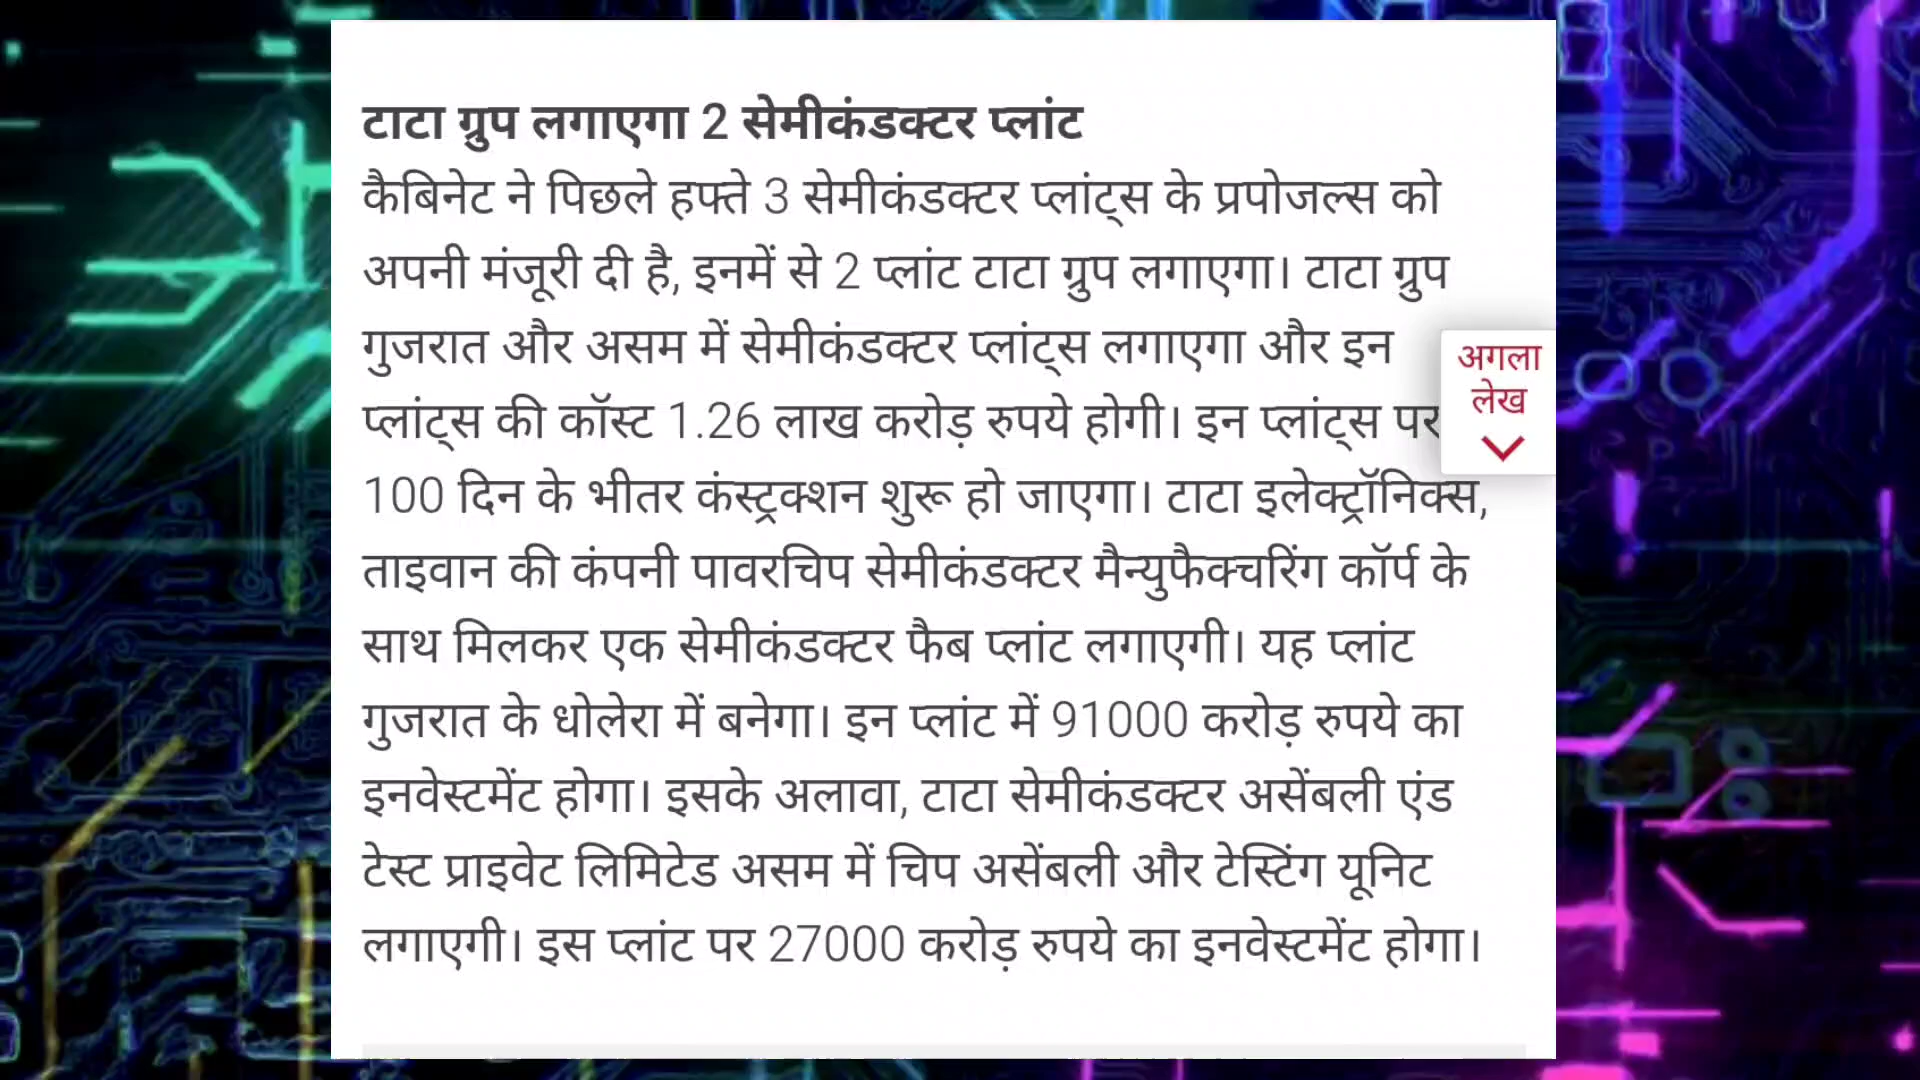 टाटा ग्रुप लगाएगा 2 सेमीकंडक्टर प्लांट
कैबिनेट ने पिछले हफ्ते 3 सेमीकंडक्टर प्लांट्स के प्रपोजल्स को
अपनी मंजूरी दी है, इनमें से 2 प्लांट टाटा ग्रुप लगाएगा। टाटा ग्रुप
गुजरात और असम में सेमीकंडक्टर प्लांट्स लगाएगा और इन
प्लांट्स की कॉस्ट 1.26 लाख करोड़ रुपये होगी। इन प्लांट्स पर
100 दिन के भीतर कंस्ट्रक्शन शुरू हो जाएगा। टाटा इलेक्ट्रॉनिक्स,
ताइवान की कंपनी पावरचिप सेमीकंडक्टर मैन्युफैक्चरिंग कॉर्प के
साथ मिलकर एक सेमीकंडक्टर फैब प्लांट लगाएगी। यह प्लांट
गुजरात के धोलेरा में बनेगा। इन प्लांट में 91000 करोड़ रुपये का
इनवेस्टमेंट होगा। इसके अलावा, टाटा सेमीकंडक्टर असेंबली एंड
टेस्ट प्राइवेट लिमिटेड असम में चिप असेंबली और टेस्टिंग यूनिट
लगाएगी। इस प्लांट पर 27000 करोड़ रुपये का इनवेस्टमेंट होगा।
अगला
लेख